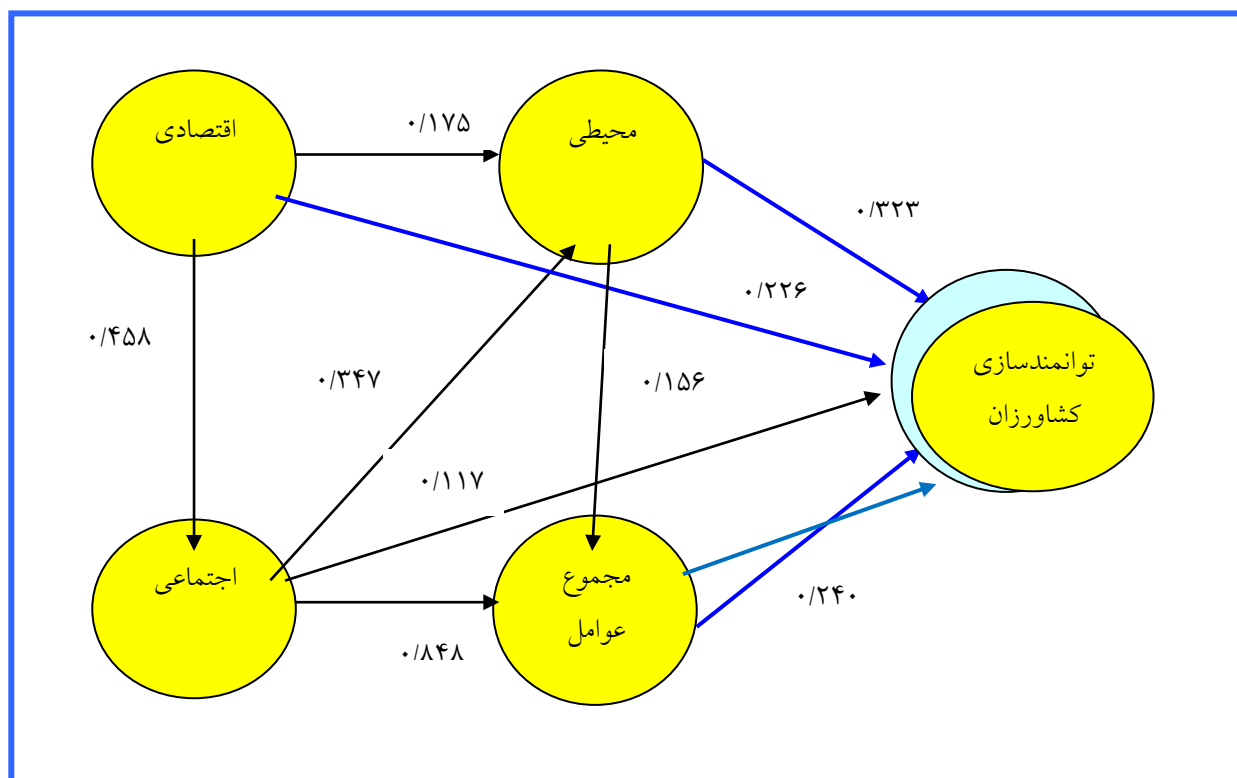 اقتصادی
۰/۱۷۵
محیطی
۰/۳۲۳
۰/۲۲۶
۰/۴۵۸
۰/۳۴۷
۰/۱۵۶
توانمندسازی
کشاورزان
۰/۱۱۷
اجتماعی
مجموع
عوامل
۰/۲۴۰
۰/۸۴۸